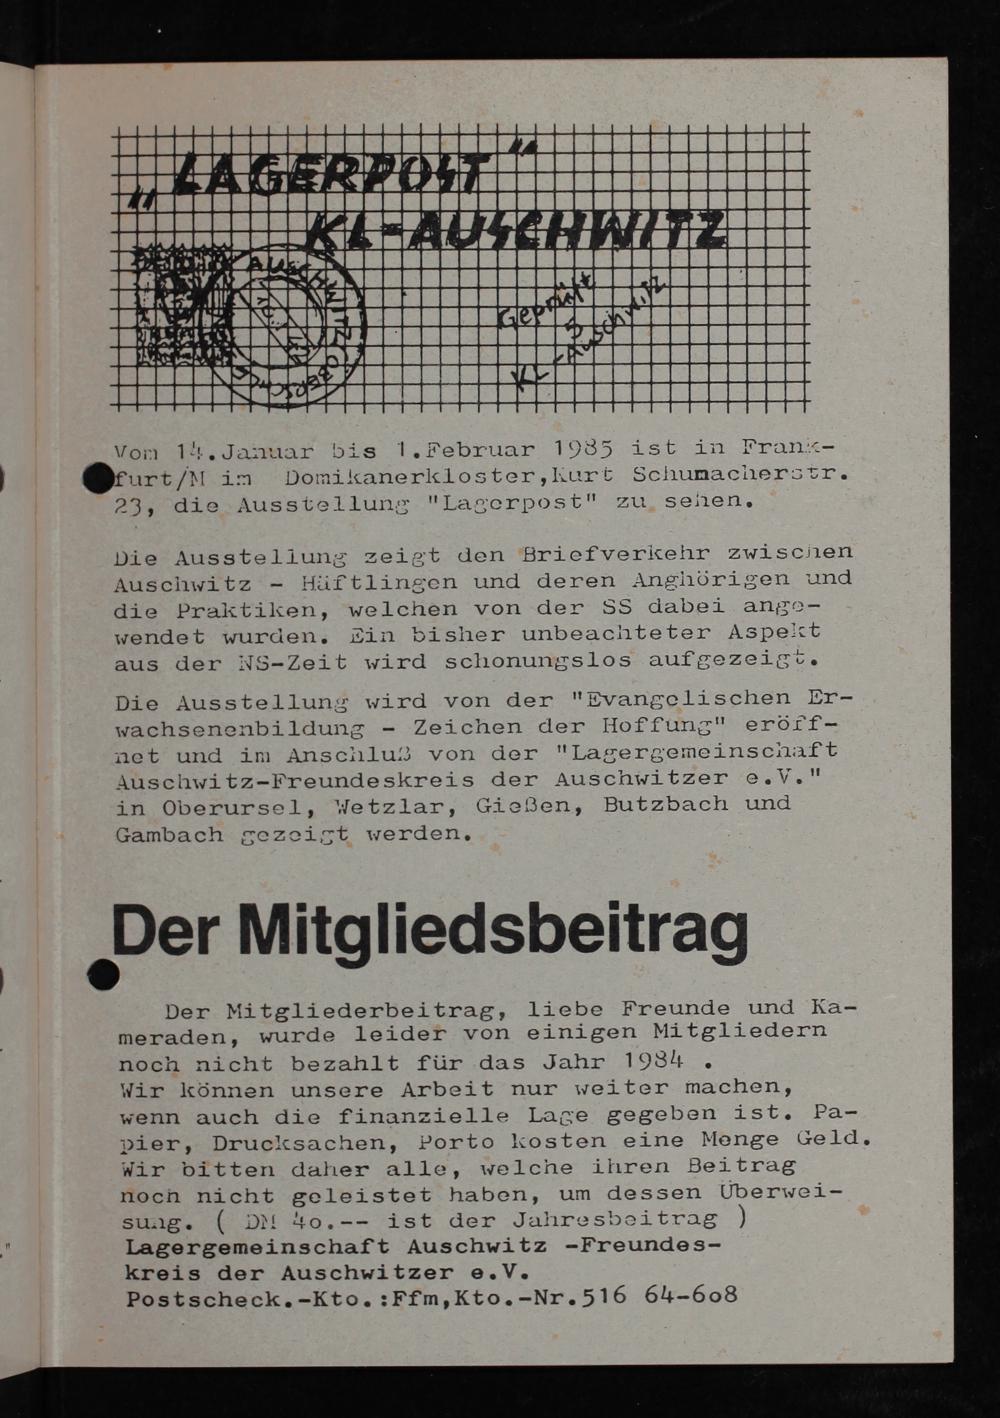 „LAGERPOST“
KL-AUSCHWITZ
AUSCHWITZ OBERSCHLE
Geprüft
5
KL-Auschwitz
Vom 14.Januar bis 1.Februar 1985 ist in Frank-
furt/M im Domikanerkloster,Kurt Schumacherstr.
23, die Ausstellung "Lagerpost" zu sehen.
Die Ausstellung zeigt den Briefverkehr zwischen
Auschwitz - Häftlingen und deren Anghörigen und
die Praktiken, welchen von der SS dabei ange-
wendet wurden. Ein bisher unbeachteter Aspekt
aus der NS-Zeit wird schonungslos aufgezeigt.
Die Ausstellung wird von der "Evangelischen Er-
wachsenenbildung - Zeichen der Hoffung" eröff-
net und im Anschluß von der "Lagergemeinschaft
Auschwitz-Freundeskreis der Auschwitzer e.V."
in Oberursel, Wetzlar, Gießen, Butzbach und
Gambach gezeigt werden.
Der Mitgliedsbeitrag
Der Mitgliederbeitrag, liebe Freunde und Ka-
meraden, wurde leider von einigen Mitgliedern
noch nicht bezahlt für das Jahr 1984 .
Wir können unsere Arbeit nur weiter machen,
wenn auch die finanzielle Lage gegeben ist. Pa-
pier, Drucksachen, Porto kosten eine Menge Geld.
Wir bitten daher alle, welche ihren Beitrag
noch nicht geleistet haben, um dessen Überwei-
sung. ( DM 4o.-- ist der Jahresbeitrag )
Lagergemeinschaft Auschwitz -Freundes-
kreis der Auschwitzer e.V.
Postscheck.-Kto.:Ffm,Kto.-Nr.516 64-6o8